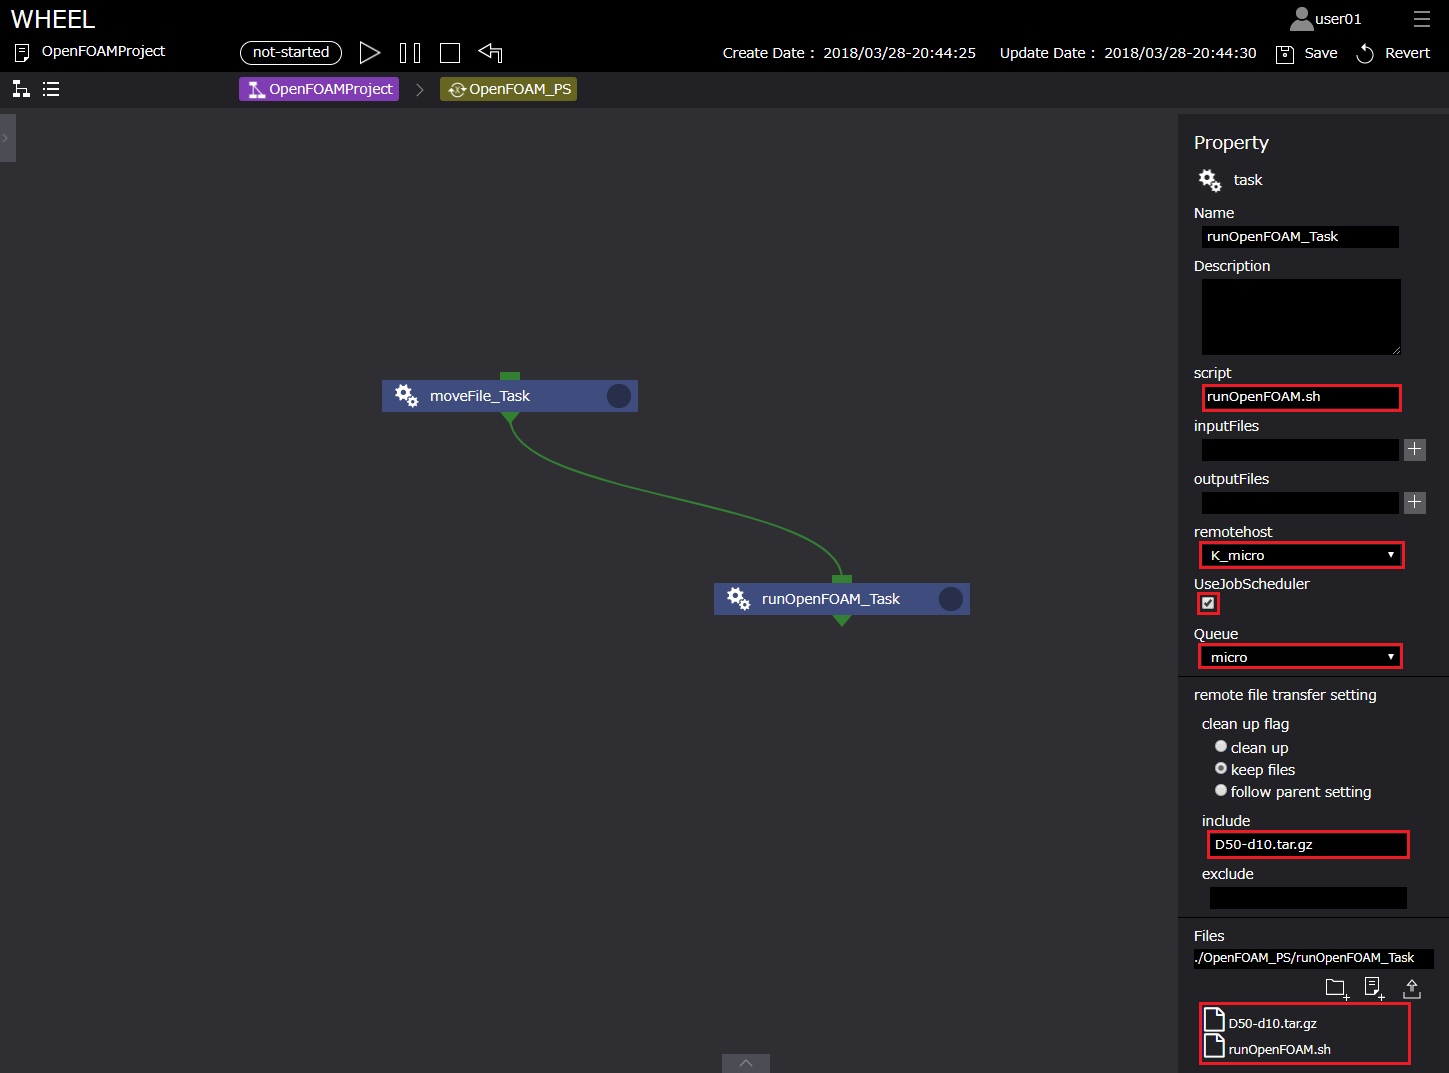 WHEEL
user01
OpenFOAMProject
not-started
Create Date : 2018/03/28-20:44:25
Update Date : 2018/03/28-20:44:30
Save
Revert
OpenFOAMProject
OpenFOAM_PS
Property
task
Name
runOpenFOAM_Task
Description
script
runOpenFOAM.sh
inputFiles
outputFiles
remotehost
K_micro
UseJobScheduler
Queue
micro
remote file transfer setting
clean up flag
clean up
keep files
follow parent setting
include
D50-d10.tar.gz
exclude
Files
./OpenFOAM_PS/runOpenFOAM_Task
D50-d10.tar.gz
runOpenFOAM.sh
moveFile_Task
runOpenFOAM_Task